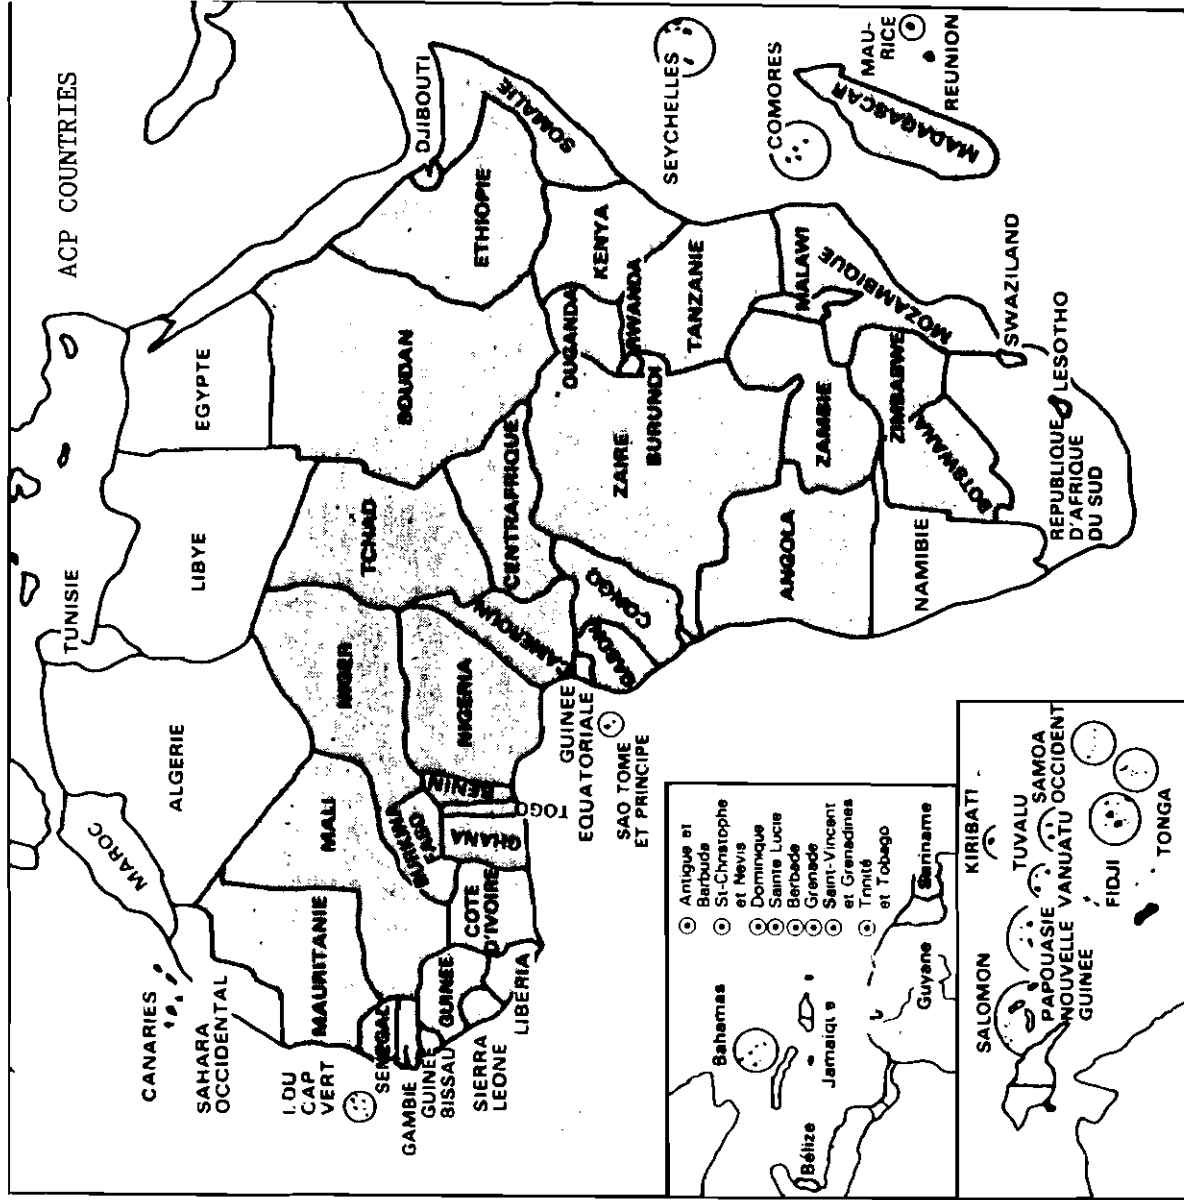 ACP COUNTRIES
TUNISIE
MAROC
ALGERIE
LIBYE
EGYPTE
CANARIES
SAHARA
OCCIDENTAL
MAURITANIE
MALI
NIGER
TCHAD
SOUDAN
DJIBOUTI
ETHIOPIE
SOMALIE
I. DU
CAP
VERT
SENEGAL
GAMBIE
GUINEE
BISSAU
GUINEE
SIERRA
LEONE
LIBERIA
COTE
D'IVOIRE
BURKINA
FASO
GHANA
TOGO
BENIN
NIGERIA
CAMEROUN
CENTRAFRIQUE
GUINEE
EQUATORIALE
SAO TOME
ET PRINCIPE
GABON
CONGO
ZAIRE
OUGANDA
KENYA
RWANDA
BURUNDI
TANZANIE
SEYCHELLES
COMORES
MADAGASCAR
MAU-
RICE
REUNION
ANGOLA
ZAMBIE
MALAWI
MOZAMBIQUE
ZIMBABWE
BOTSWANA
NAMIBIE
SWAZILAND
LESOTHO
REPUBLIQUE
D'AFRIQUE
DU SUD
Bahamas
Antigue et
Barbude
St-Christophe
et Nevis
Dominique
Sainte Lucie
Berbade
Grenade
Saint-Vincent
et Grenadines
Trinité
et Tobago
Bélize
Jamaique
Guyane
Suriname
KIRIBATI
SALOMON
PAPOUASIE
NOUVELLE
GUINEE
TUVALU
VANUATU
SAMOA
OCCIDENT
FIDJI
TONGA